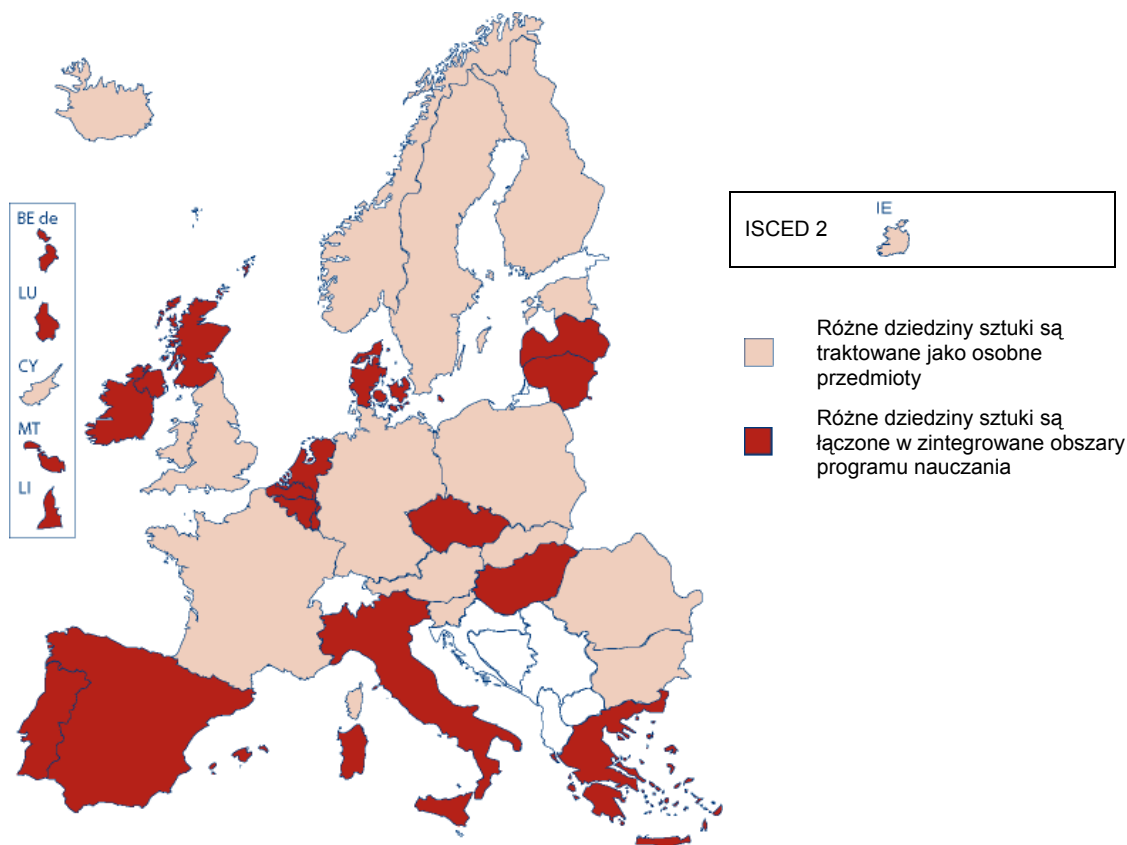 BE de
LU
CY
MT
LI
ISCED 2
IE
Różne dziedziny sztuki są
traktowane jako osobne
przedmioty
Różne dziedziny sztuki są
łączone w zintegrowane obszary
programu nauczania